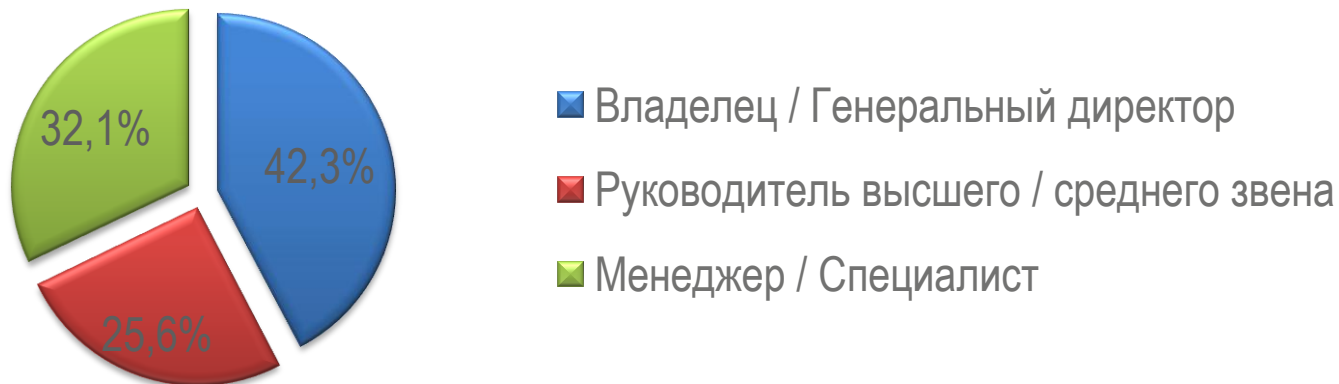 32,1%
42,3%
25,6%
Владелец / Генеральный директор
Руководитель высшего / среднего звена
Менеджер / Специалист